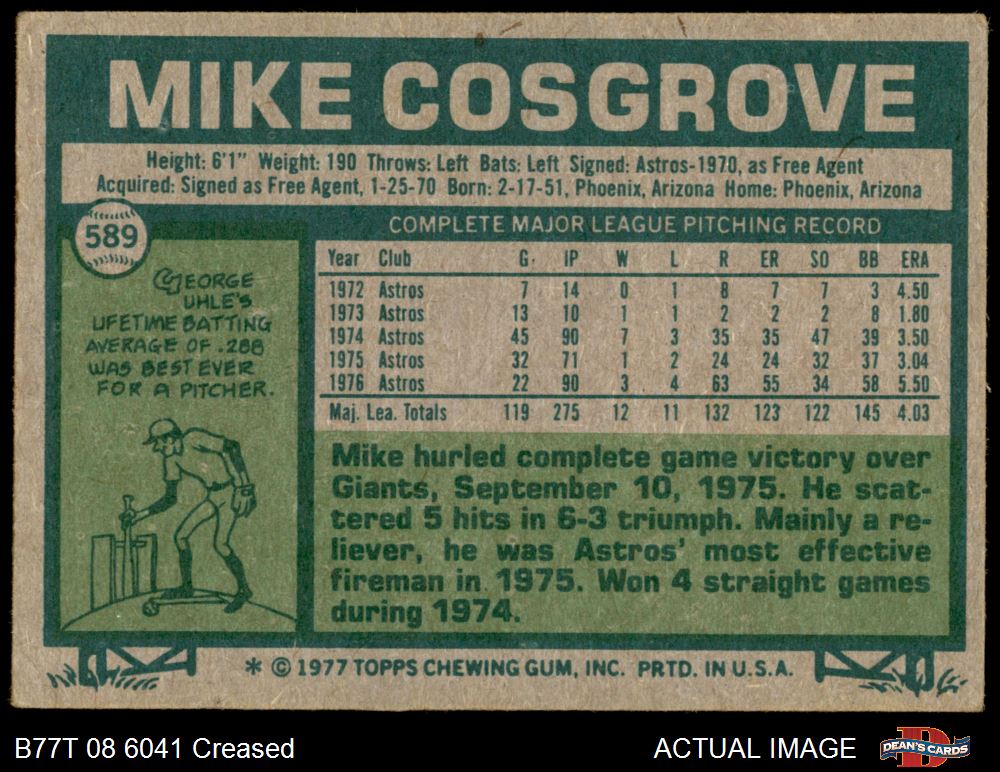 MIKE COSGROVE
Height: 6'1" Weight: 190 Throws: Left Bats: Left Signed: Astros-1970, as Free Agent
Acquired: Signed as Free Agent, 1-25-70 Born: 2-17-51, Phoenix, Arizona Home: Phoenix, Arizona
589
COMPLETE MAJOR LEAGUE PITCHING RECORD
Year Club G IP W L R ER SO BB ERA
1972 Astros 7 14 0 1 8 7 7 3 4.50
1973 Astros 13 10 1 1 2 2 2 8 1.80
1974 Astros 45 90 7 3 35 35 47 39 3.50
1975 Astros 32 71 1 2 24 24 32 37 3.04
1976 Astros 22 90 3 4 63 55 34 58 5.50
Maj. Lea. Totals 119 275 12 11 132 123 122 145 4.03
GEORGE
UHLE'S
LIFETIME BATTING
AVERAGE OF .288
WAS BEST EVER
FOR A PITCHER.
Mike hurled complete game victory over
Giants, September 10, 1975. He scat-
tered 5 hits in 6-3 triumph. Mainly a re-
liever, he was Astros' most effective
fireman in 1975. Won 4 straight games
during 1974.
* © 1977 TOPPS CHEWING GUM, INC. PRTD. IN U.S.A.
B77T 08 6041 Creased
ACTUAL IMAGE
DEAN'S CARDS